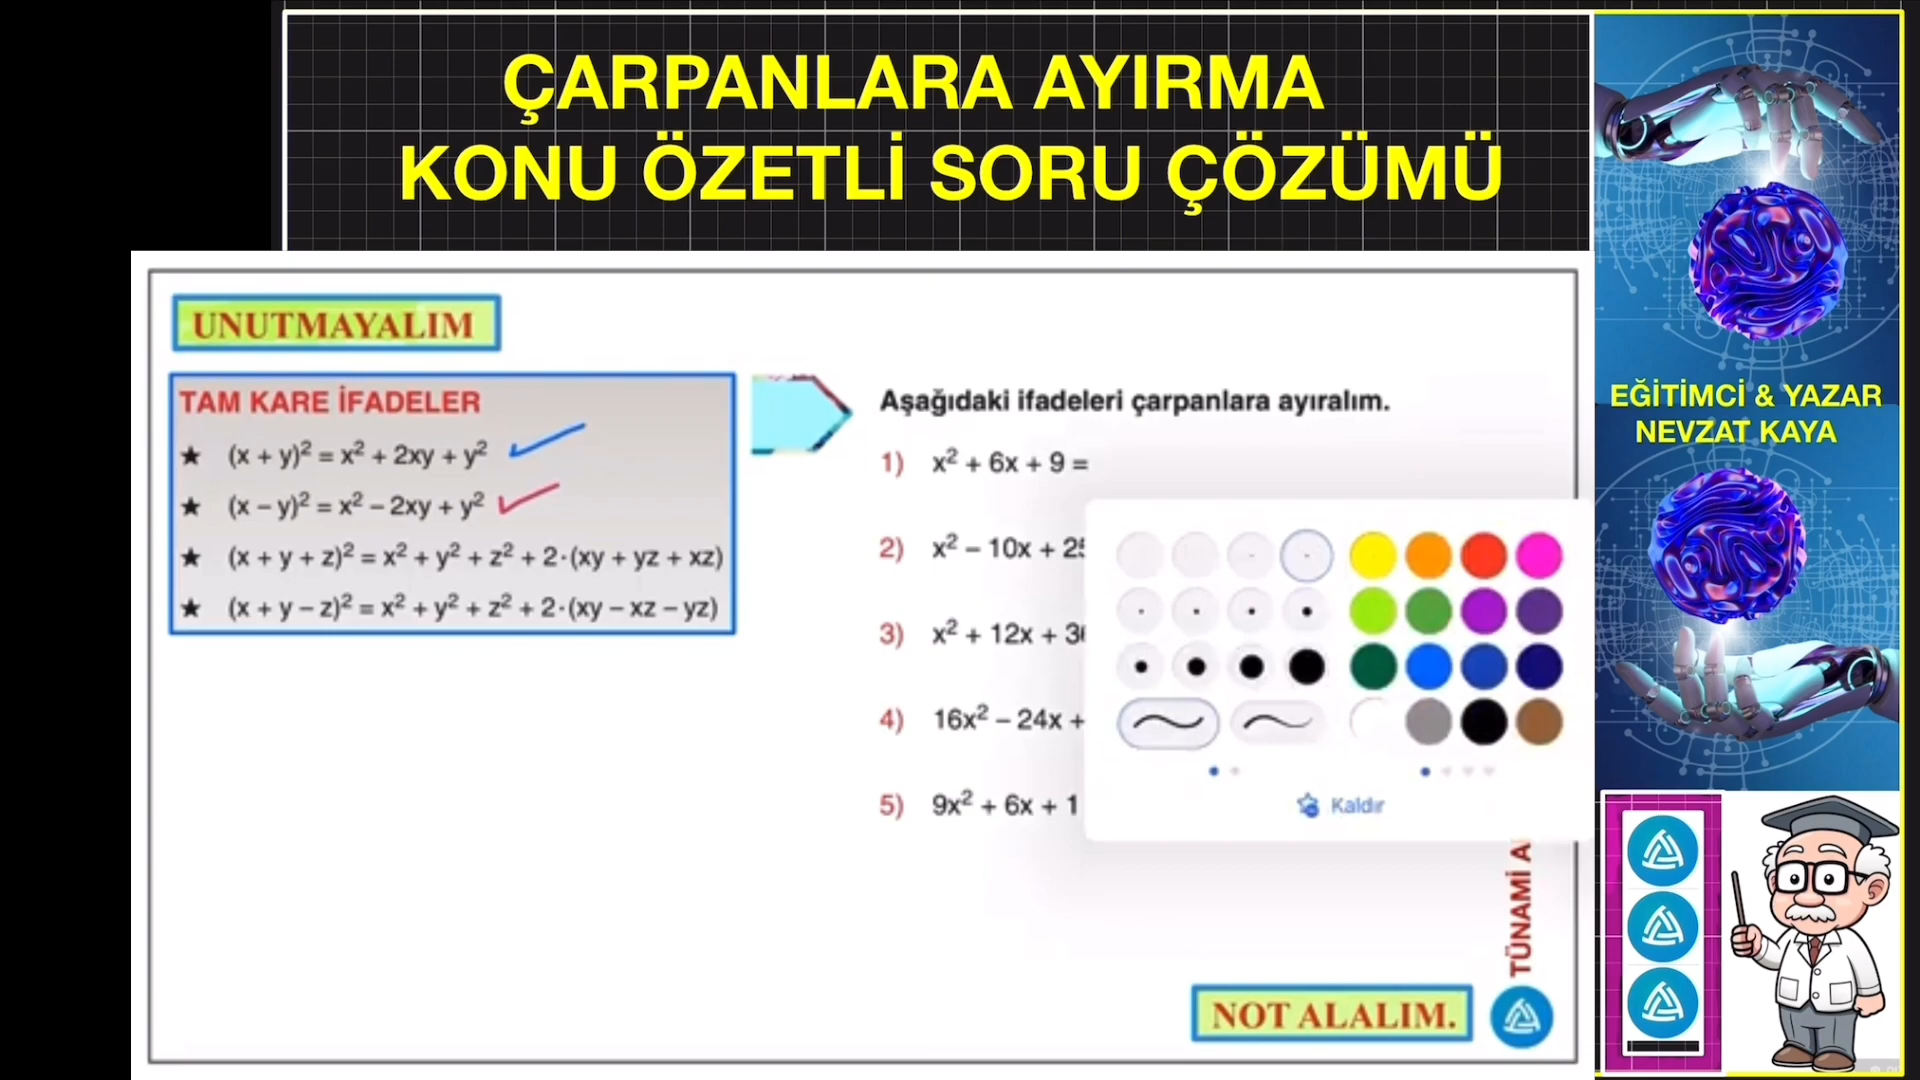 ÇARPANLARA AYIRMA
KONU ÖZETLİ SORU ÇÖZÜMÜ
UNUTMAYALIM
TAM KARE İFADELER
★ (x + y)² = x² + 2xy + y²
★ (x – y)² = x² – 2xy + y²
★ (x + y + z)² = x² + y² + z² + 2·(xy + yz + xz)
★ (x + y – z)² = x² + y² + z² + 2·(xy – xz – yz)
Aşağıdaki ifadeleri çarpanlara ayıralım.
1) x² + 6x + 9 =
2) x² – 10x + 25
3) x² + 12x + 3
4) 16x² – 24x +
5) 9x² + 6x + 1
Kaldır
TÜNAMİ A
NOT ALALIM.
EĞİTİMCİ & YAZAR
NEVZAT KAYA